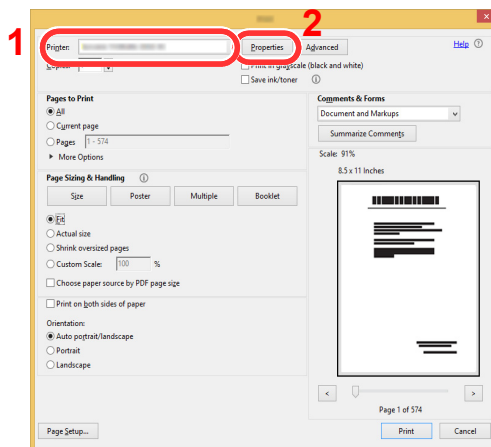 1
2
Printer:
Properties
Advanced
Help
Copies:
Print in grayscale (black and white)
Save ink/toner
Pages to Print
All
Current page
Pages
1 - 574
More Options
Comments & Forms
Document and Markups
Summarize Comments
Scale: 91%
8.5 x 11 Inches
Page Sizing & Handling
Size
Poster
Multiple
Booklet
Fit
Actual size
Shrink oversized pages
Custom Scale:
100
%
Choose paper source by PDF page size
Print on both sides of paper
Orientation:
Auto portrait/landscape
Portrait
Landscape
<
>
Page 1 of 574
Page Setup...
Print
Cancel